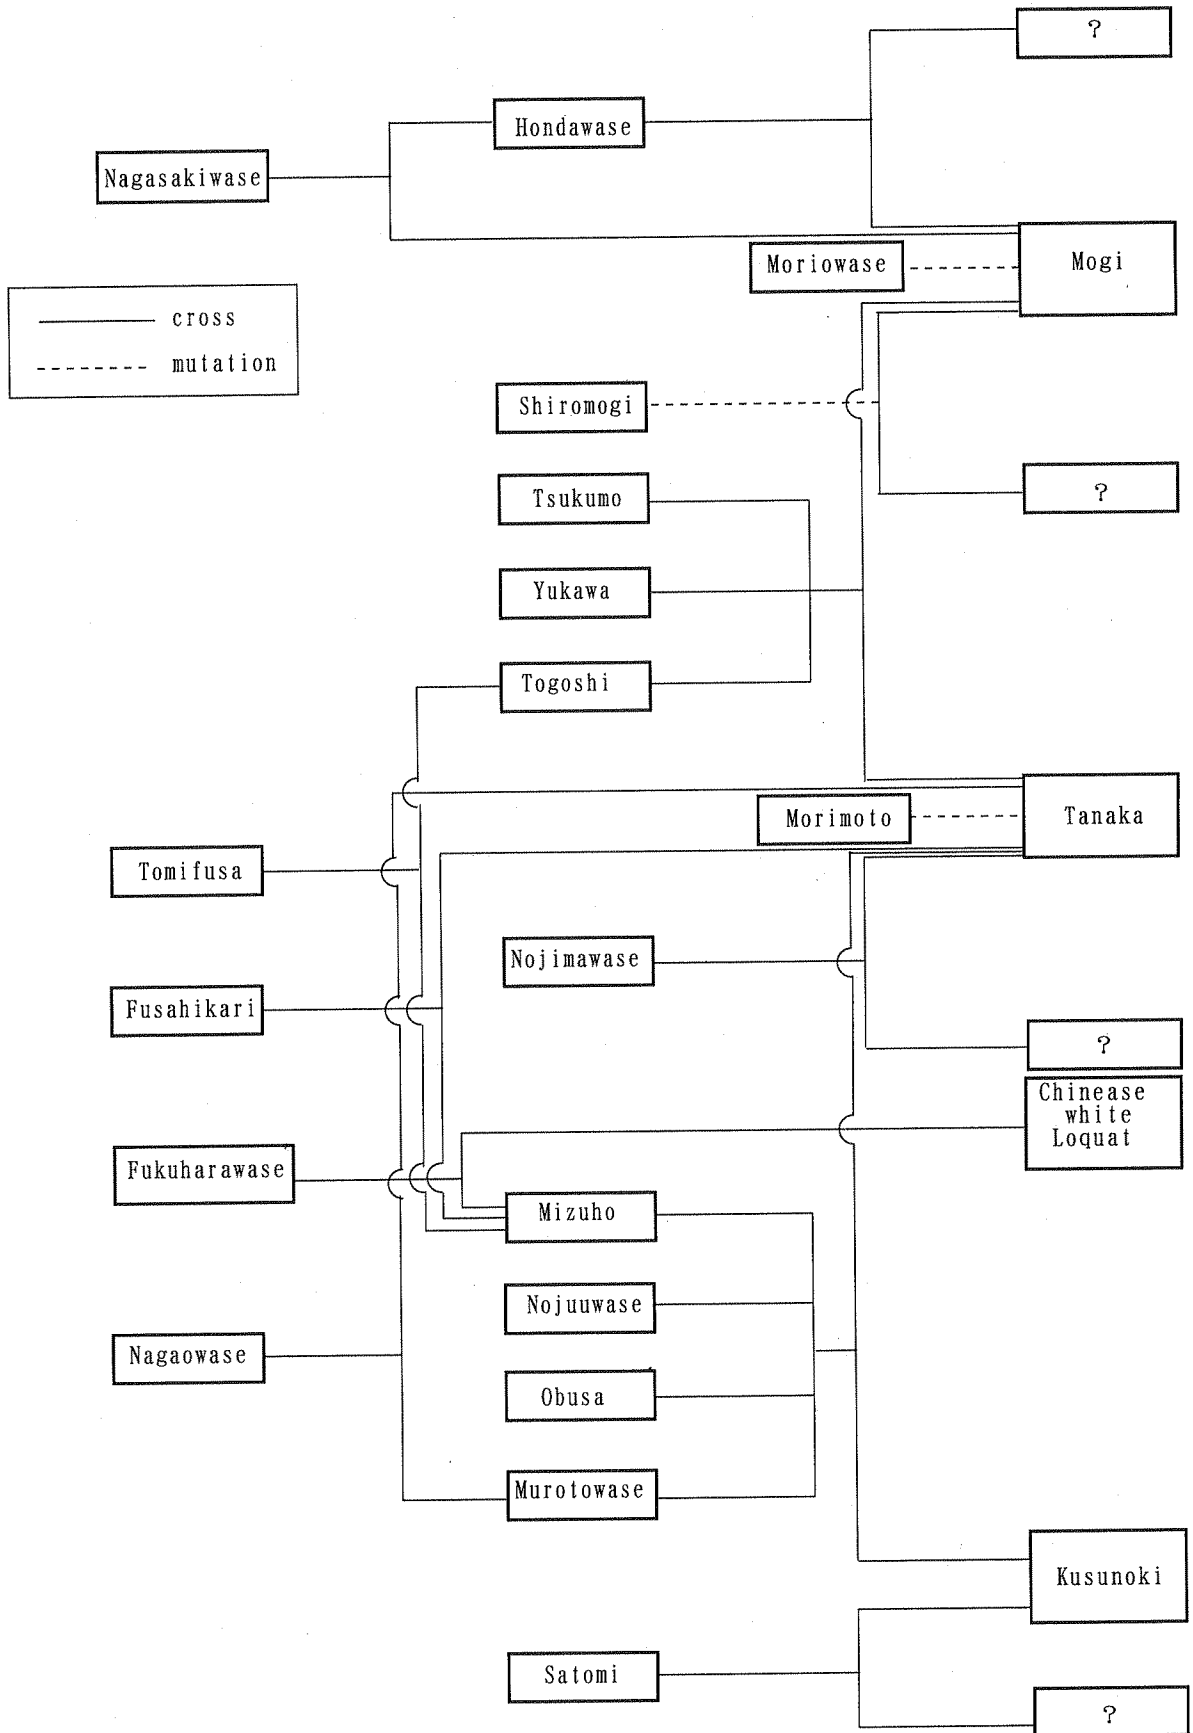 ?
Hondawase
Nagasakiwase
Mogi
Moriowase
cross
mutation
Shiromogi
?
Tsukumo
Yukawa
Togoshi
Tanaka
Morimoto
Tomifusa
Nojimawase
Fusahikari
?
Chinease
white
Loquat
Fukuharawase
Mizuho
Nojuuwase
Nagaowase
Obusa
Murotowase
Kusunoki
Satomi
?